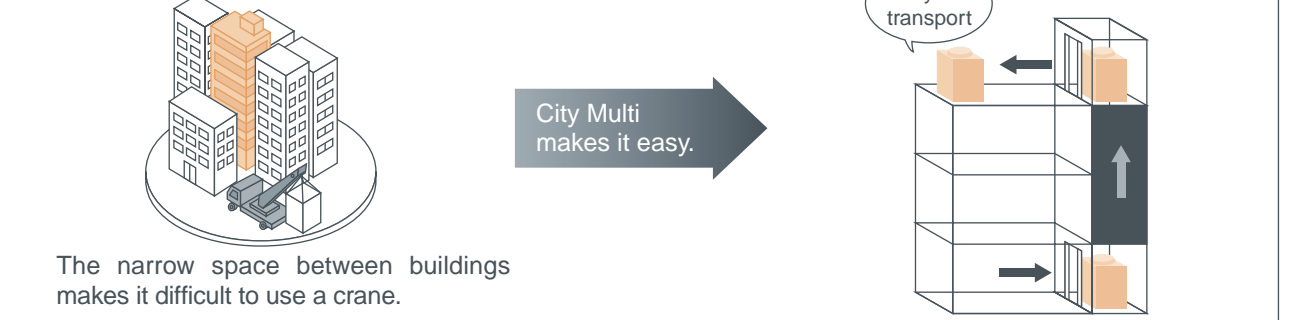 transport
City Multi
makes it easy.
The narrow space between buildings
makes it difficult to use a crane.